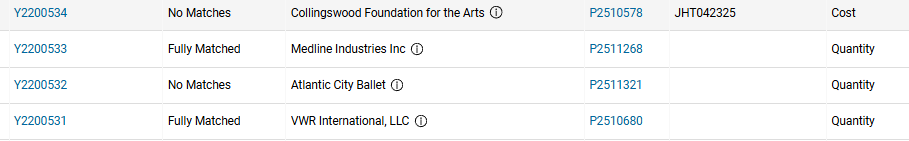 Y2200534 No Matches Collingswood Foundation for the Arts P2510578 JHT042325 Cost
Y2200533 Fully Matched Medline Industries Inc P2511268 Quantity
Y2200532 No Matches Atlantic City Ballet P2511321 Quantity
Y2200531 Fully Matched VWR International, LLC P2510680 Quantity